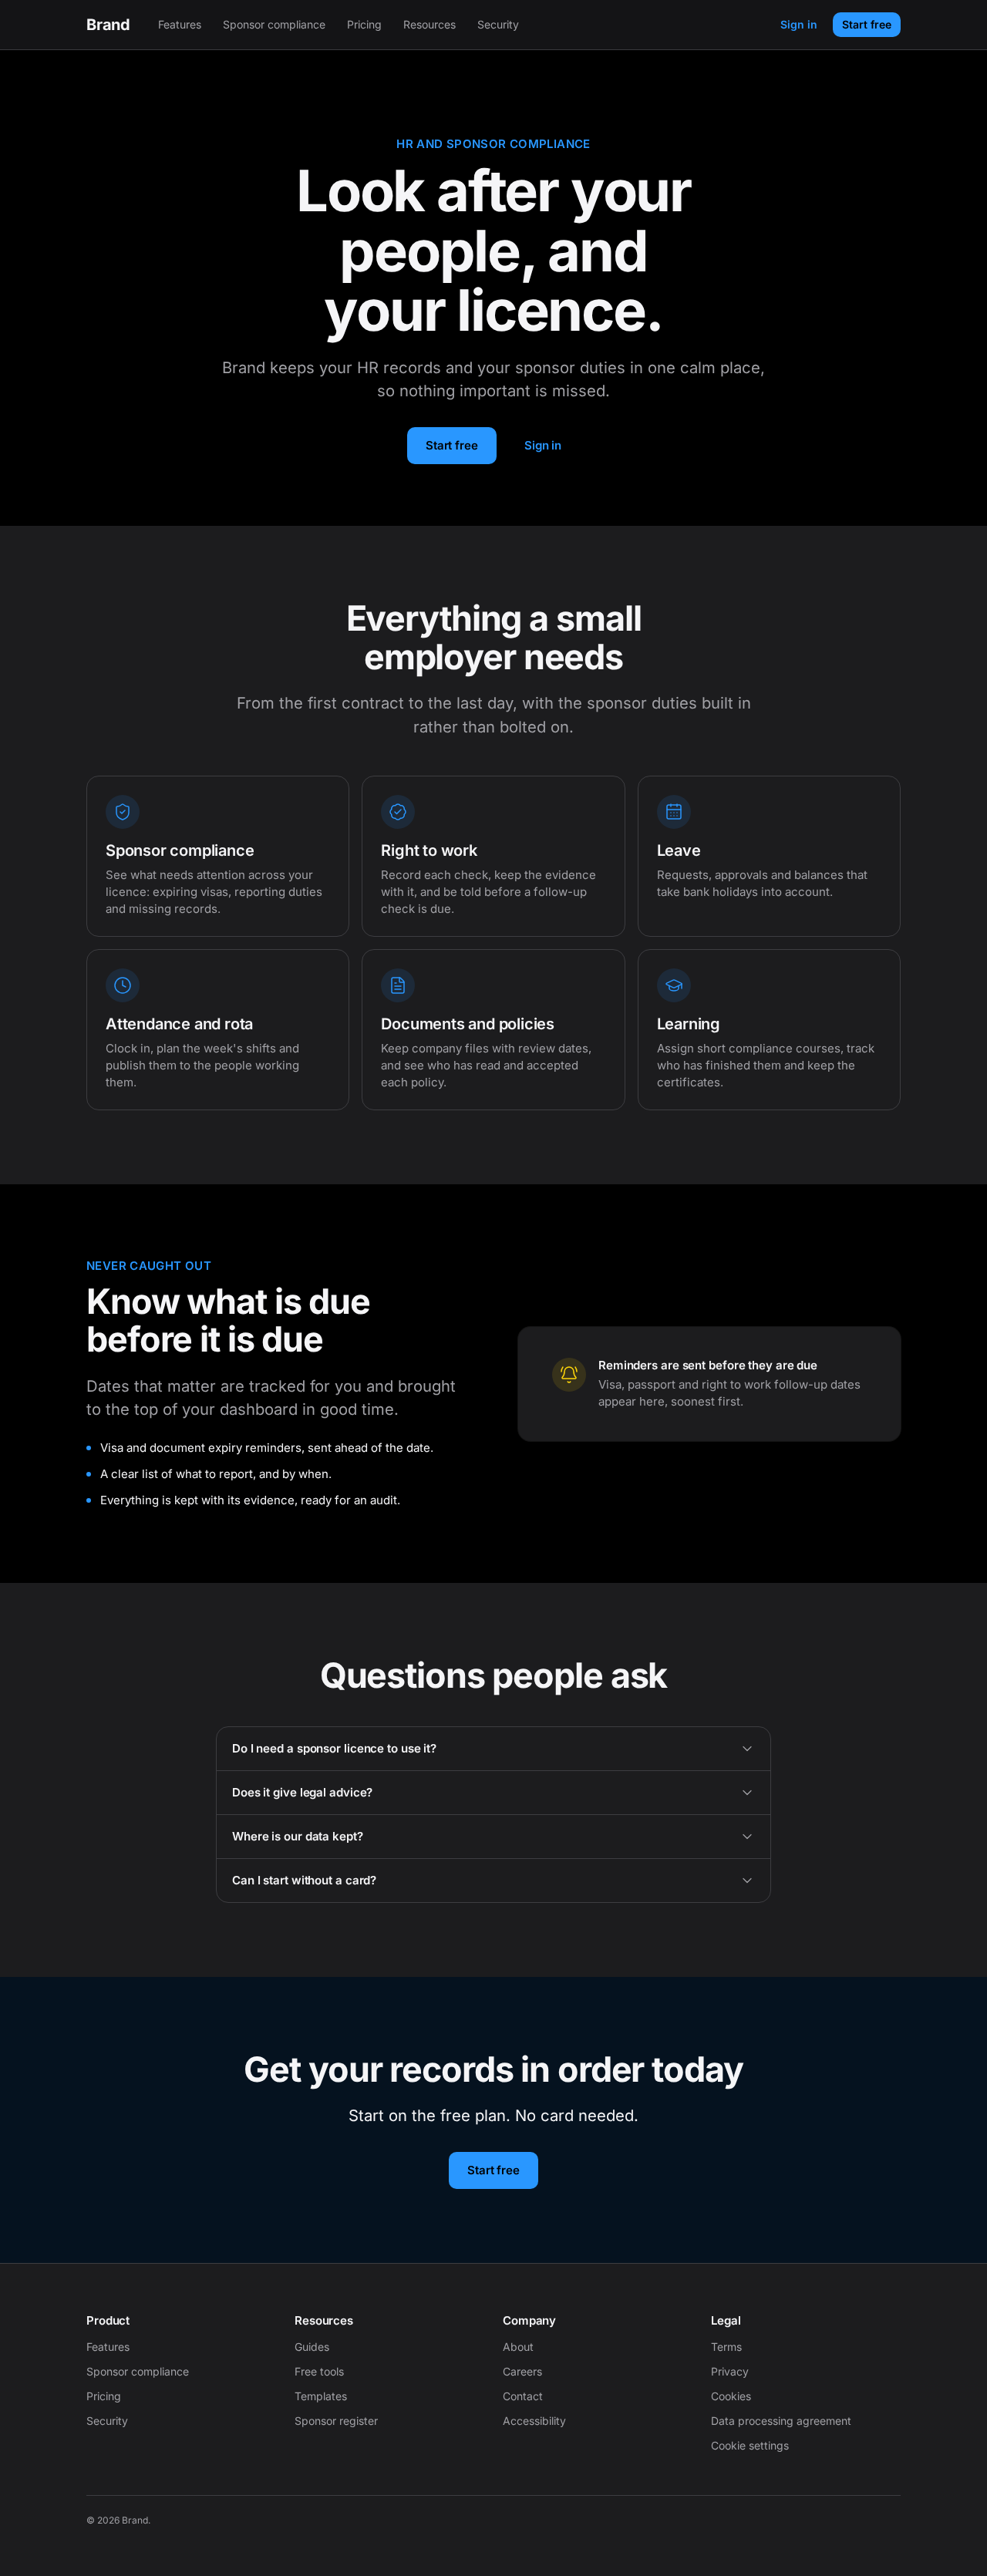 Brand
Features
Sponsor compliance
Pricing
Resources
Security
Sign in
Start free
HR AND SPONSOR COMPLIANCE
Look after your
people, and
your licence.
Brand keeps your HR records and your sponsor duties in one calm place,
so nothing important is missed.
Start free
Sign in
Everything a small
employer needs
From the first contract to the last day, with the sponsor duties built in
rather than bolted on.
Sponsor compliance
See what needs attention across your
licence: expiring visas, reporting duties
and missing records.
Right to work
Record each check, keep the evidence
with it, and be told before a follow-up
check is due.
Leave
Requests, approvals and balances that
take bank holidays into account.
Attendance and rota
Clock in, plan the week's shifts and
publish them to the people working
them.
Documents and policies
Keep company files with review dates,
and see who has read and accepted
each policy.
Learning
Assign short compliance courses, track
who has finished them and keep the
certificates.
NEVER CAUGHT OUT
Know what is due
before it is due
Dates that matter are tracked for you and brought
to the top of your dashboard in good time.
Visa and document expiry reminders, sent ahead of the date.
A clear list of what to report, and by when.
Everything is kept with its evidence, ready for an audit.
Reminders are sent before they are due
Visa, passport and right to work follow-up dates
appear here, soonest first.
Questions people ask
Do I need a sponsor licence to use it?
Does it give legal advice?
Where is our data kept?
Can I start without a card?
Get your records in order today
Start on the free plan. No card needed.
Start free
Product
Features
Sponsor compliance
Pricing
Security
Resources
Guides
Free tools
Templates
Sponsor register
Company
About
Careers
Contact
Accessibility
Legal
Terms
Privacy
Cookies
Data processing agreement
Cookie settings
© 2026 Brand.